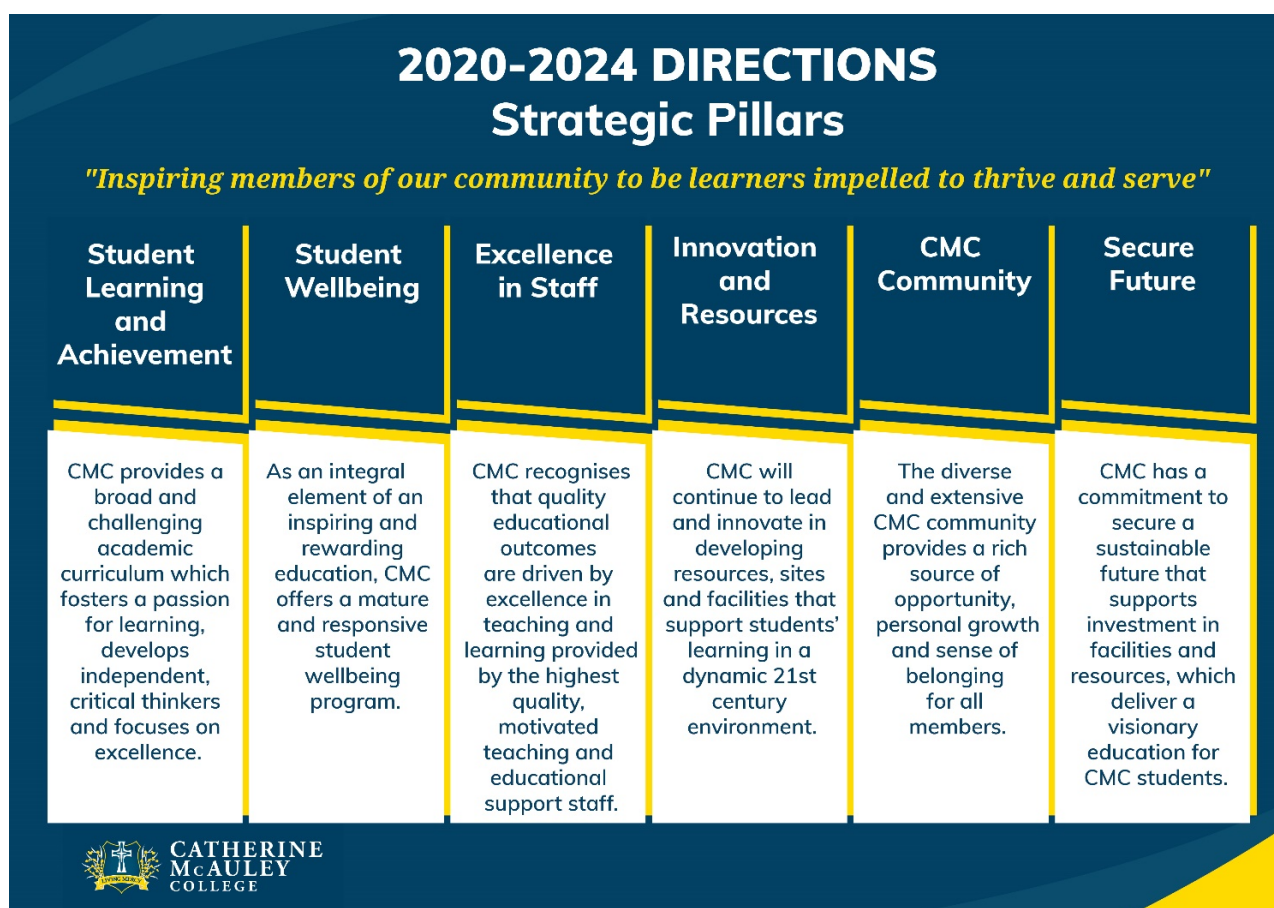 2020-2024 DIRECTIONS
Strategic Pillars
"Inspiring members of our community to be learners impelled to thrive and serve"
Student
Learning
and
Achievement
CMC provides a
broad and
challenging
academic
curriculum which
fosters a passion
for learning,
develops
independent,
critical thinkers
and focuses on
excellence.
Student
Wellbeing
As an integral
element of an
inspiring and
rewarding
education, CMC
offers a mature
and responsive
student
wellbeing
program.
Excellence
in Staff
CMC recognises
that quality
educational
outcomes
are driven by
excellence in
teaching and
learning provided
by the highest
quality,
motivated
teaching and
educational
support staff.
Innovation
and
Resources
CMC will
continue to lead
and innovate in
developing
resources, sites
and facilities that
support students’
learning in a
dynamic 21st
century
environment.
CMC
Community
The diverse
and extensive
CMC community
provides a rich
source of
opportunity,
personal growth
and sense of
belonging
for all
members.
Secure
Future
CMC has a
commitment to
secure a
sustainable
future that
supports
investment in
facilities and
resources, which
deliver a
visionary
education for
CMC students.
LIVING MERCY
CATHERINE
McAULEY
COLLEGE